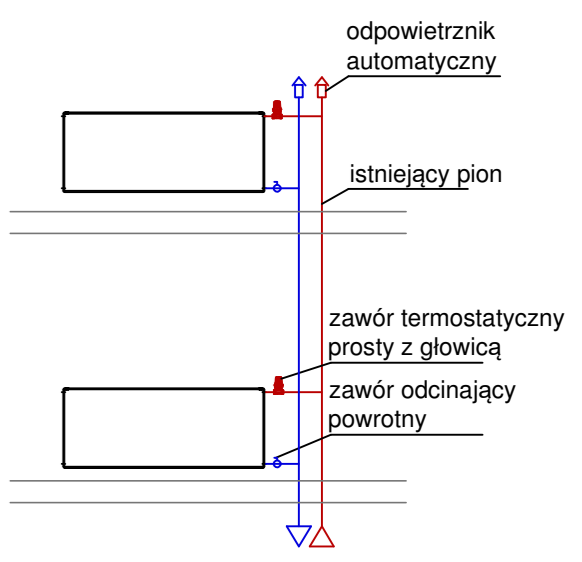 odpowietrznik
automatyczny
istniejący pion
zawór termostatyczny
prosty z głowicą
zawór odcinający
powrotny